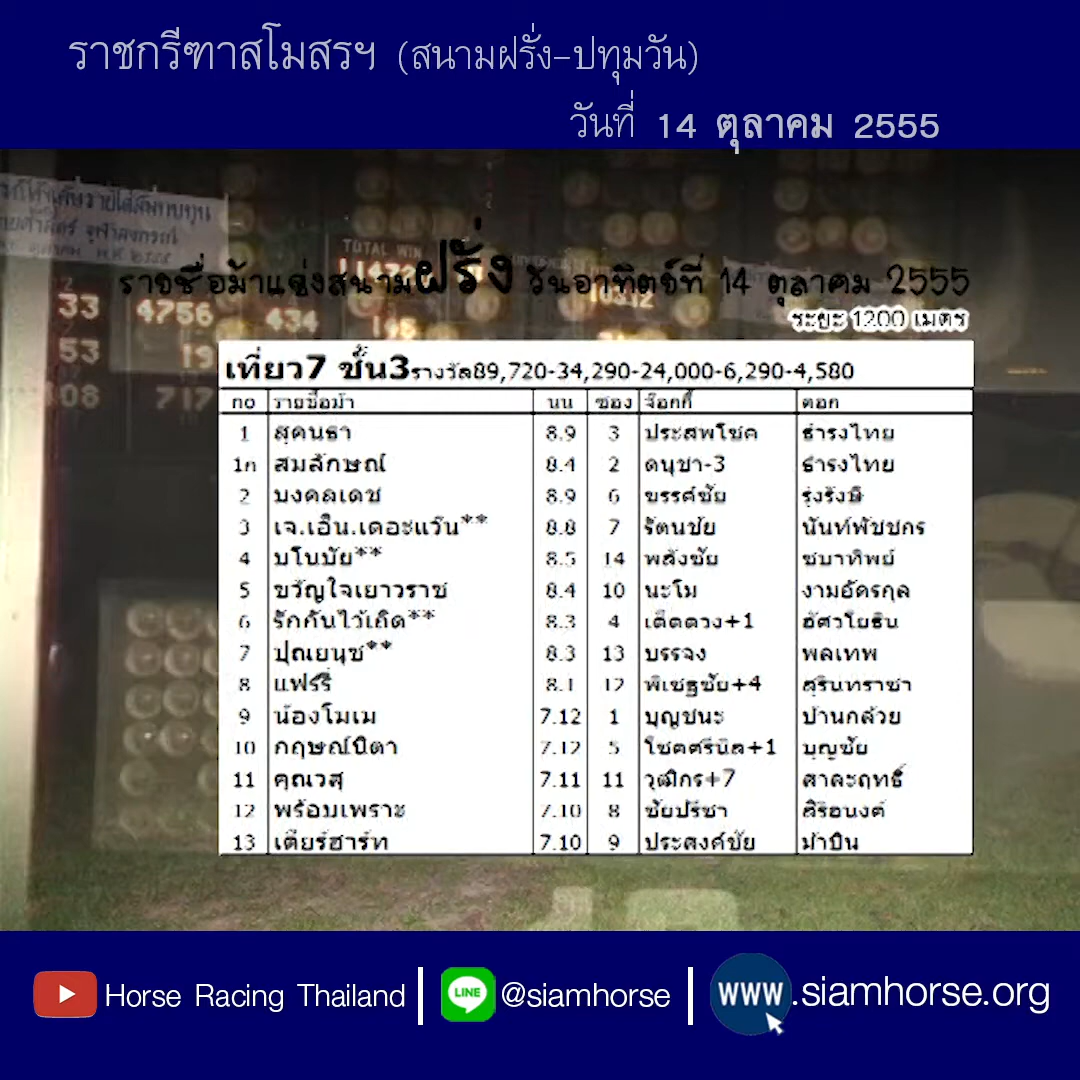 ราชกรีฑาสโมสรฯ (สนามฝรั่ง-ปทุมวัน)
วันที่ 14 ตุลาคม 2555
TOTAL WIN
รายชื่อม้าแข่งสนามฝรั่ง วันอาทิตย์ที่ 14 ตุลาคม 2555
33 4756 434
53 19
08 717
ระยะ 1200 เมตร
เที่ยว7 ชั้น3รางวัล89,720-34,290-24,000-6,290-4,580
no รายชื่อม้า นน ซอง จ๊อกกี้ คอก
1 สุคนธา 8.9 3 ประสพโชค ธำรงไทย
1ก สมลักษณ์ 8.4 2 ดนุชา-3 ธำรงไทย
2 มงคลเดช 8.9 6 ขรรค์ชัย รุ่งรังษี
3 เจ.เอ็น.เดอะแว้น** 8.8 7 รัตนชัย นันท์พัชชกร
4 มโนมัย** 8.5 14 พลังชัย ชบาทิพย์
5 ขวัญใจเยาวราช 8.4 10 นะโม งามอัครกุล
6 รักกันไว้เถิด** 8.3 4 เด็ดดวง+1 อัศวโยธิน
7 ปุณยนุช** 8.3 13 บรรจง พลเทพ
8 แฟร์รี่ 8.1 12 พิเชฐชัย+4 สุรินทราชา
9 น้องโมเม 7.12 1 บุญชนะ บ้านกล้วย
10 กฤษณ์มิตา 7.12 5 โชคศรีนิล+1 บุญชัย
11 คุณวสุ 7.11 11 วุฒิกร+7 สาละฤทธิ์
12 พร้อมเพราะ 7.10 8 ชัยปรีชา สิริอนงค์
13 เดียร์ฮาร์ท 7.10 9 ประสงค์ชัย ม้าบิน
Horse Racing Thailand | LINE @siamhorse | www.siamhorse.org